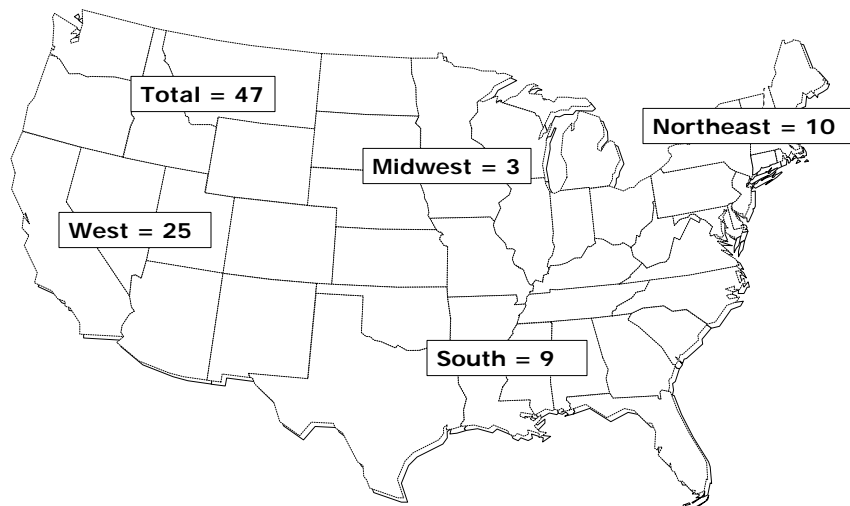 Total = 47
Northeast = 10
Midwest = 3
West = 25
South = 9